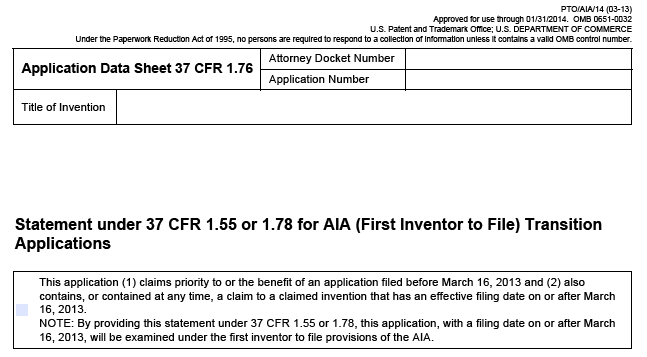 PTO/AIA/14 (03-13)
Approved for use through 01/31/2014. OMB 0651-0032
U.S. Patent and Trademark Office; U.S. DEPARTMENT OF COMMERCE
Under the Paperwork Reduction Act of 1995, no persons are required to respond to a collection of information unless it contains a valid OMB control number.
Application Data Sheet 37 CFR 1.76
Attorney Docket Number
Application Number
Title of Invention
Statement under 37 CFR 1.55 or 1.78 for AIA (First Inventor to File) Transition
Applications
This application (1) claims priority to or the benefit of an application filed before March 16, 2013 and (2) also
contains, or contained at any time, a claim to a claimed invention that has an effective filing date on or after March
16, 2013.
NOTE: By providing this statement under 37 CFR 1.55 or 1.78, this application, with a filing date on or after March
16, 2013, will be examined under the first inventor to file provisions of the AIA.